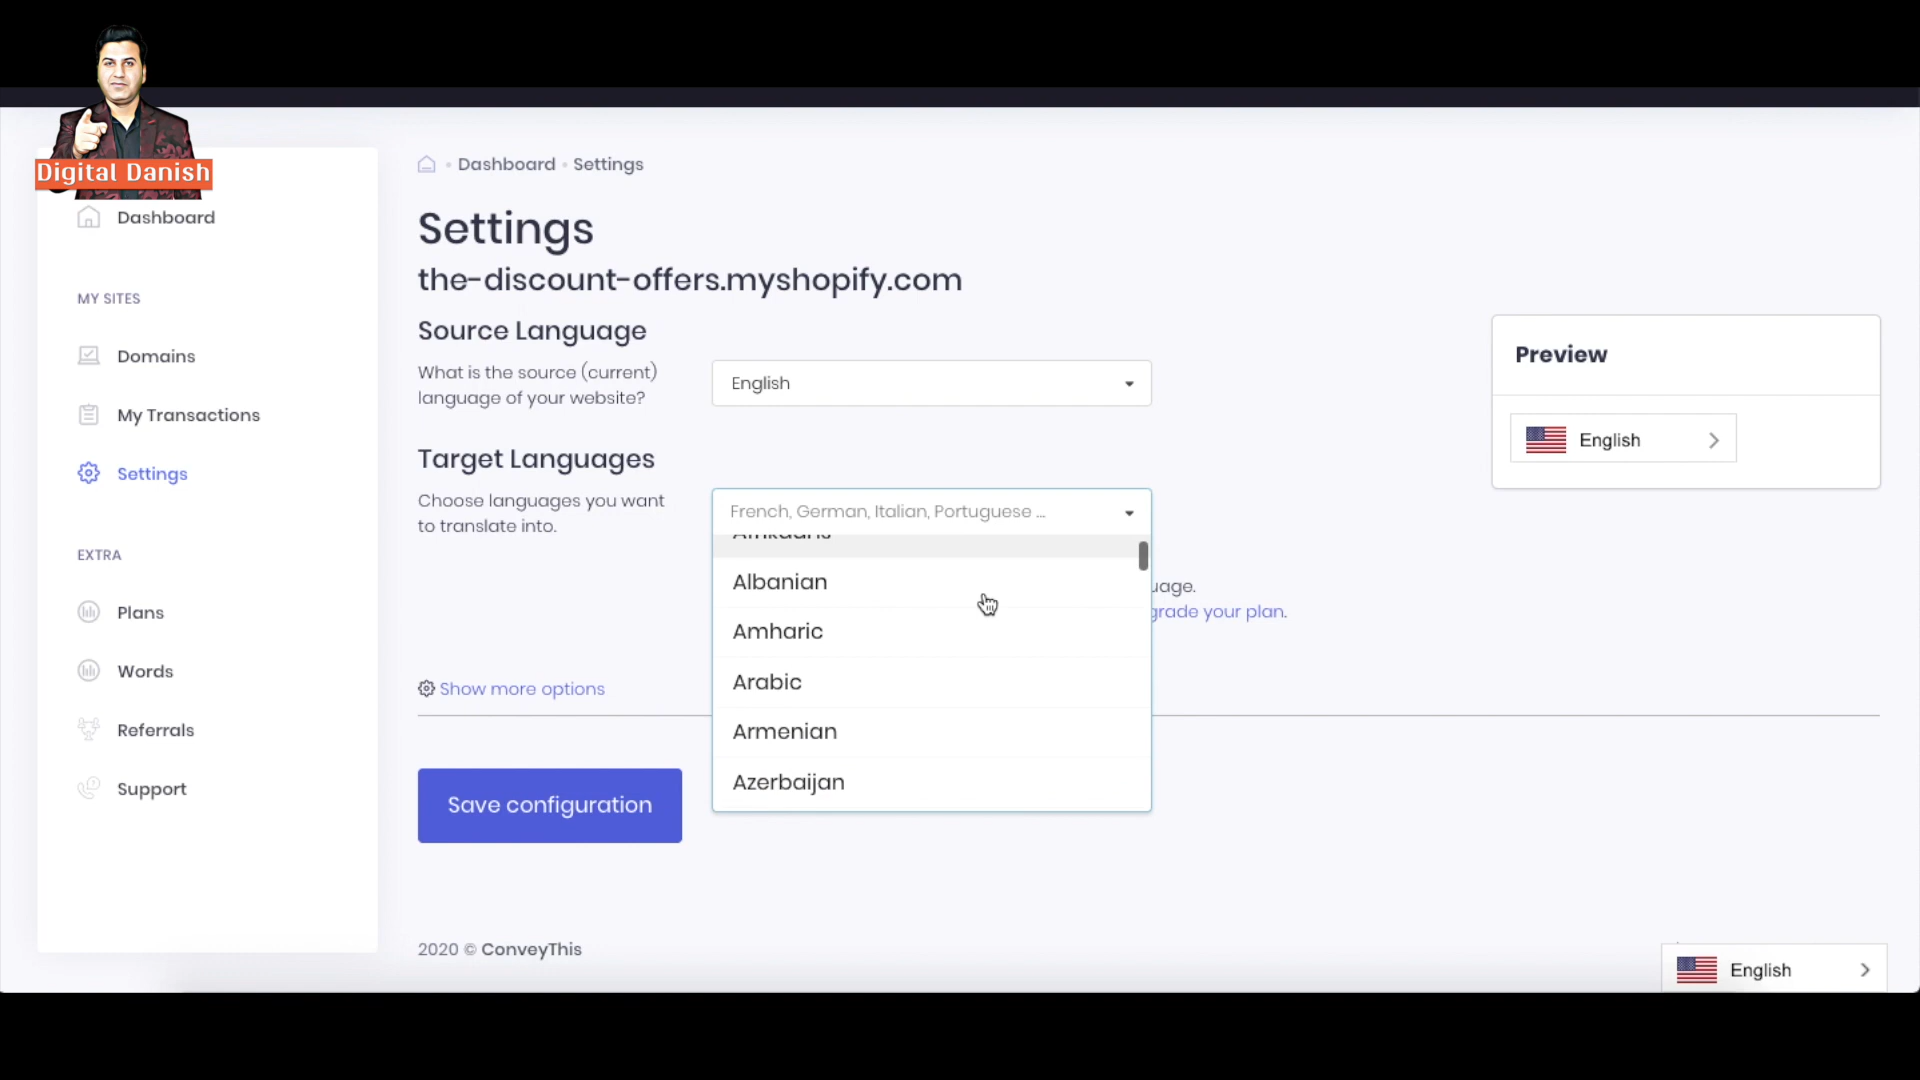 Digital Danish
Dashboard
MY SITES
Domains
My Transactions
Settings
EXTRA
Plans
Words
Referrals
Support
Dashboard • Settings
Settings
the-discount-offers.myshopify.com
Source Language
What is the source (current)
language of your website?
English
Target Languages
Choose languages you want
to translate into.
French, German, Italian, Portuguese ...
Albanian
Amharic
Arabic
Armenian
Azerbaijan
your plan.
Show more options
Save configuration
Preview
English
2020 © ConveyThis
English